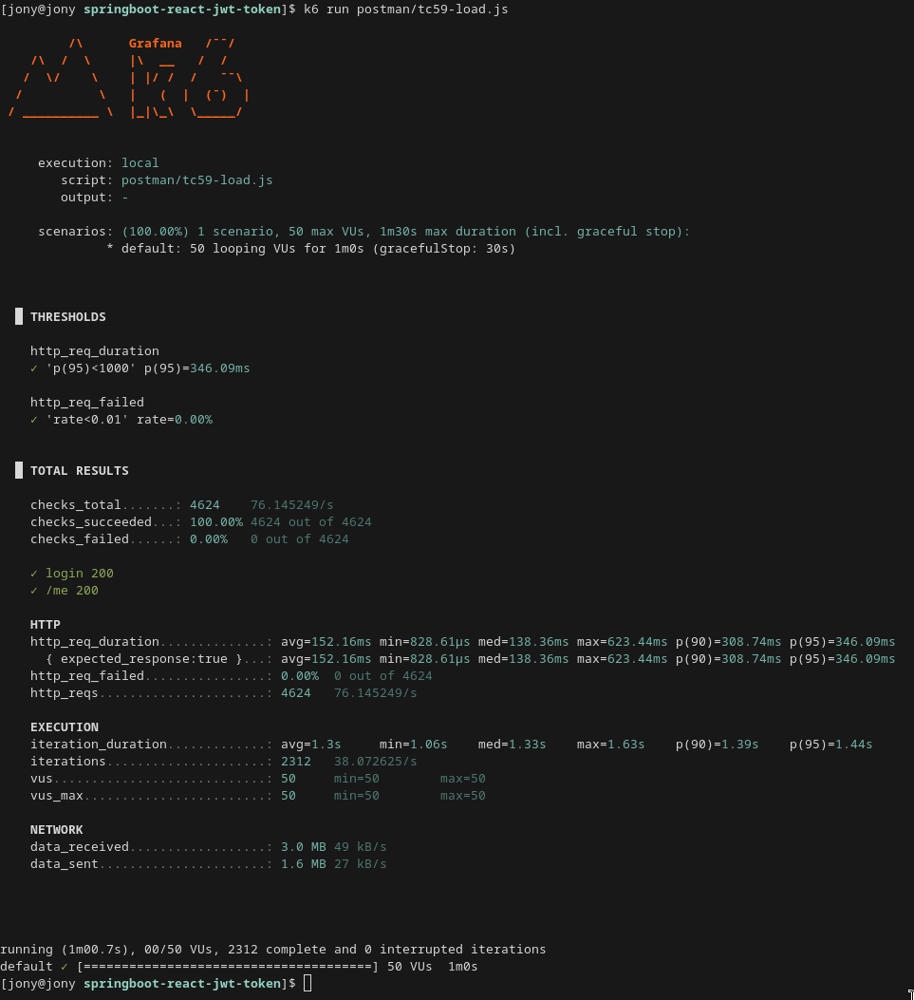 [jony@jony springboot-react-jwt-token]$ k6 run postman/tc59-load.js
         /\      Grafana   /‾‾/
    /\  /  \     |\  __   /  /
   /  \/    \    | |/ /  /   ‾‾\
  /          \   |   (  |  (‾)  |
 / __________ \  |_|\_\  \_____/
     execution: local
        script: postman/tc59-load.js
        output: -
     scenarios: (100.00%) 1 scenario, 50 max VUs, 1m30s max duration (incl. graceful stop):
              * default: 50 looping VUs for 1m0s (gracefulStop: 30s)
  █ THRESHOLDS
    http_req_duration
    ✓ 'p(95)<1000' p(95)=346.09ms
    http_req_failed
    ✓ 'rate<0.01' rate=0.00%
  █ TOTAL RESULTS
    checks_total.......: 4624    76.145249/s
    checks_succeeded...: 100.00% 4624 out of 4624
    checks_failed......: 0.00%   0 out of 4624
    ✓ login 200
    ✓ /me 200
    HTTP
    http_req_duration..............: avg=152.16ms min=828.61µs med=138.36ms max=623.44ms p(90)=308.74ms p(95)=346.09ms
      { expected_response:true }...: avg=152.16ms min=828.61µs med=138.36ms max=623.44ms p(90)=308.74ms p(95)=346.09ms
    http_req_failed................: 0.00%  0 out of 4624
    http_reqs......................: 4624   76.145249/s
    EXECUTION
    iteration_duration.............: avg=1.3s     min=1.06s    med=1.33s    max=1.63s    p(90)=1.39s    p(95)=1.44s
    iterations.....................: 2312   38.072625/s
    vus............................: 50     min=50         max=50
    vus_max........................: 50     min=50         max=50
    NETWORK
    data_received..................: 3.0 MB 49 kB/s
    data_sent......................: 1.6 MB 27 kB/s
running (1m00.7s), 00/50 VUs, 2312 complete and 0 interrupted iterations
default ✓ [======================================] 50 VUs  1m0s
[jony@jony springboot-react-jwt-token]$